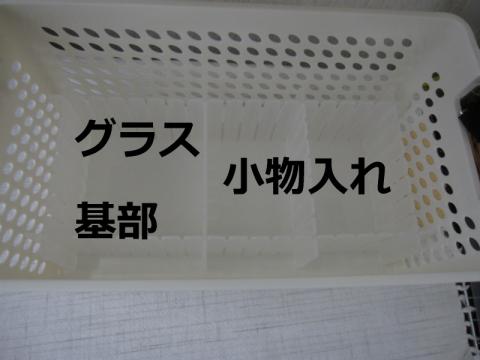 グラス
小物入れ
基部